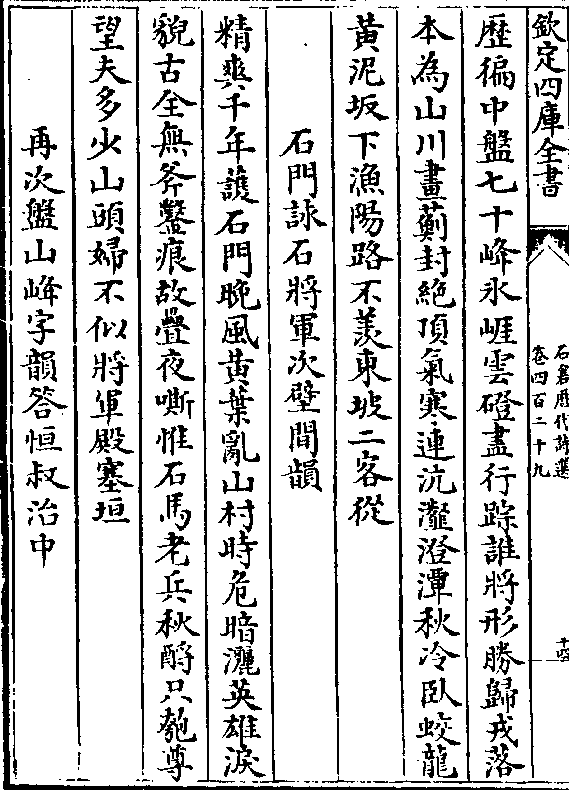 欽定四庫全書
石倉歷代詩選
卷四百二十九
十四
歷徧中盤七十峰氷崕雲磴盡行踪誰將形勝歸戎落
本為山川畫薊封絶頂氣寒連沆瀣澄潭秋冷卧蛟龍
黄泥坂下漁陽路不羡東坡二客從
石門詠石將軍次壁間韻
精爽千年護石門晚風黄葉亂山村時危暗灑英雄淚
貌古全無斧鑿痕故疊夜嘶惟石馬老兵秋酹只匏尊
望夫多少山頭婦不似將軍殿塞垣
再次盤山峰字韻答恒叔治中